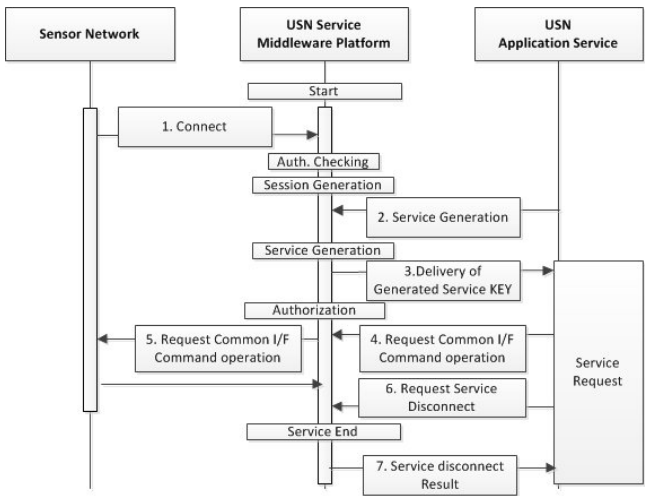 Sensor Network
USN Service
Middleware Platform
USN
Application Service
Start
1. Connect
Auth. Checking
Session Generation
2. Service Generation
Service Generation
3.Delivery of
Generated Service KEY
Authorization
5. Request Common I/F
Command operation
4. Request Common I/F
Command operation
Service
Request
6. Request Service
Disconnect
Service End
7. Service disconnect
Result